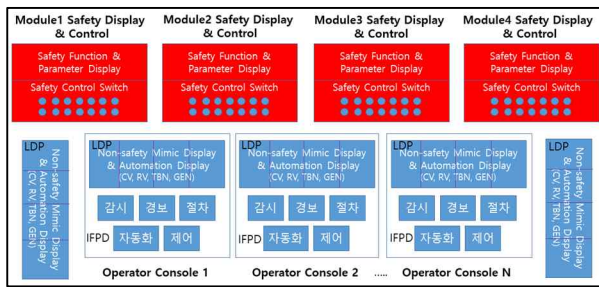 Module1 Safety Display
& Control
Module2 Safety Display
& Control
Module3 Safety Display
& Control
Module4 Safety Display
& Control
Safety Function &
Parameter Display
Safety Control Switch
Safety Function &
Parameter Display
Safety Control Switch
Safety Function &
Parameter Display
Safety Control Switch
Safety Function &
Parameter Display
Safety Control Switch
LDP
Non-safety Mimic Display
& Automation Display
(CV, RV, TBN, GEN)
LDP
Non-safety Mimic Display
& Automation Display
(CV, RV, TBN, GEN)
감시 경보 절차
IFPD 자동화 제어
Operator Console 1
LDP
Non-safety Mimic Display
& Automation Display
(CV, RV, TBN, GEN)
감시 경보 절차
IFPD 자동화 제어
Operator Console 2
.....
LDP
Non-safety Mimic Display
& Automation Display
(CV, RV, TBN, GEN)
감시 경보 절차
IFPD 자동화 제어
Operator Console N
LDP
Non-safety Mimic Display
& Automation Display
(CV, RV, TBN, GEN)